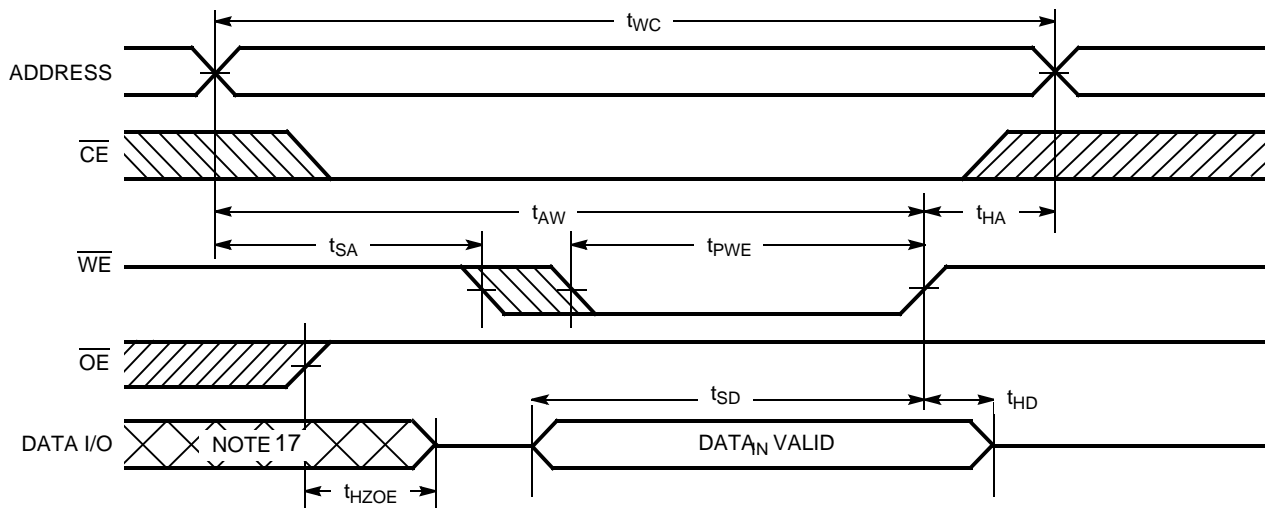 tWC
ADDRESS
CE
tAW
tHA
tSA
tPWE
WE
OE
tSD
tHD
DATA I/O
NOTE 17
DATAIN VALID
tHZOE